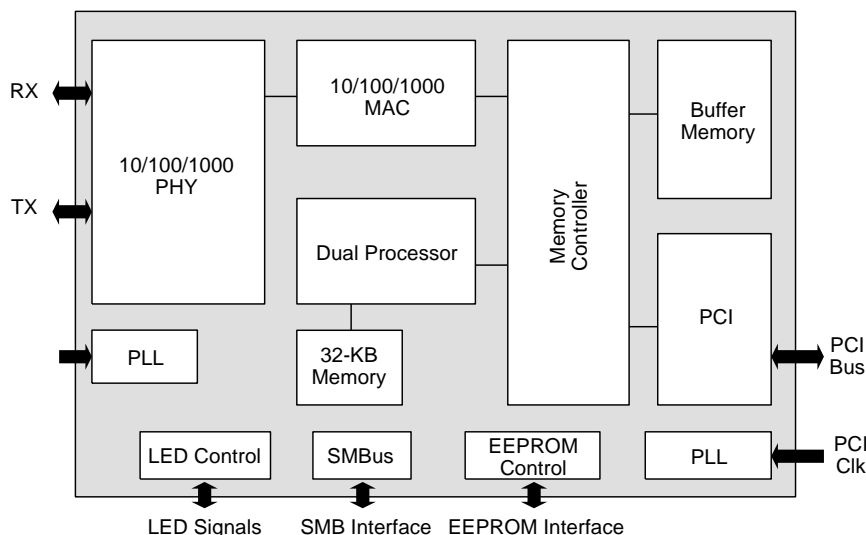 RX
TX
10/100/1000
PHY
10/100/1000
MAC
Dual Processor
32-KB
Memory
Memory
Controller
Buffer
Memory
PCI
PCI
Bus
PLL
LED Control
SMBus
EEPROM
Control
PLL
PCI
Clk
LED Signals
SMB Interface
EEPROM Interface